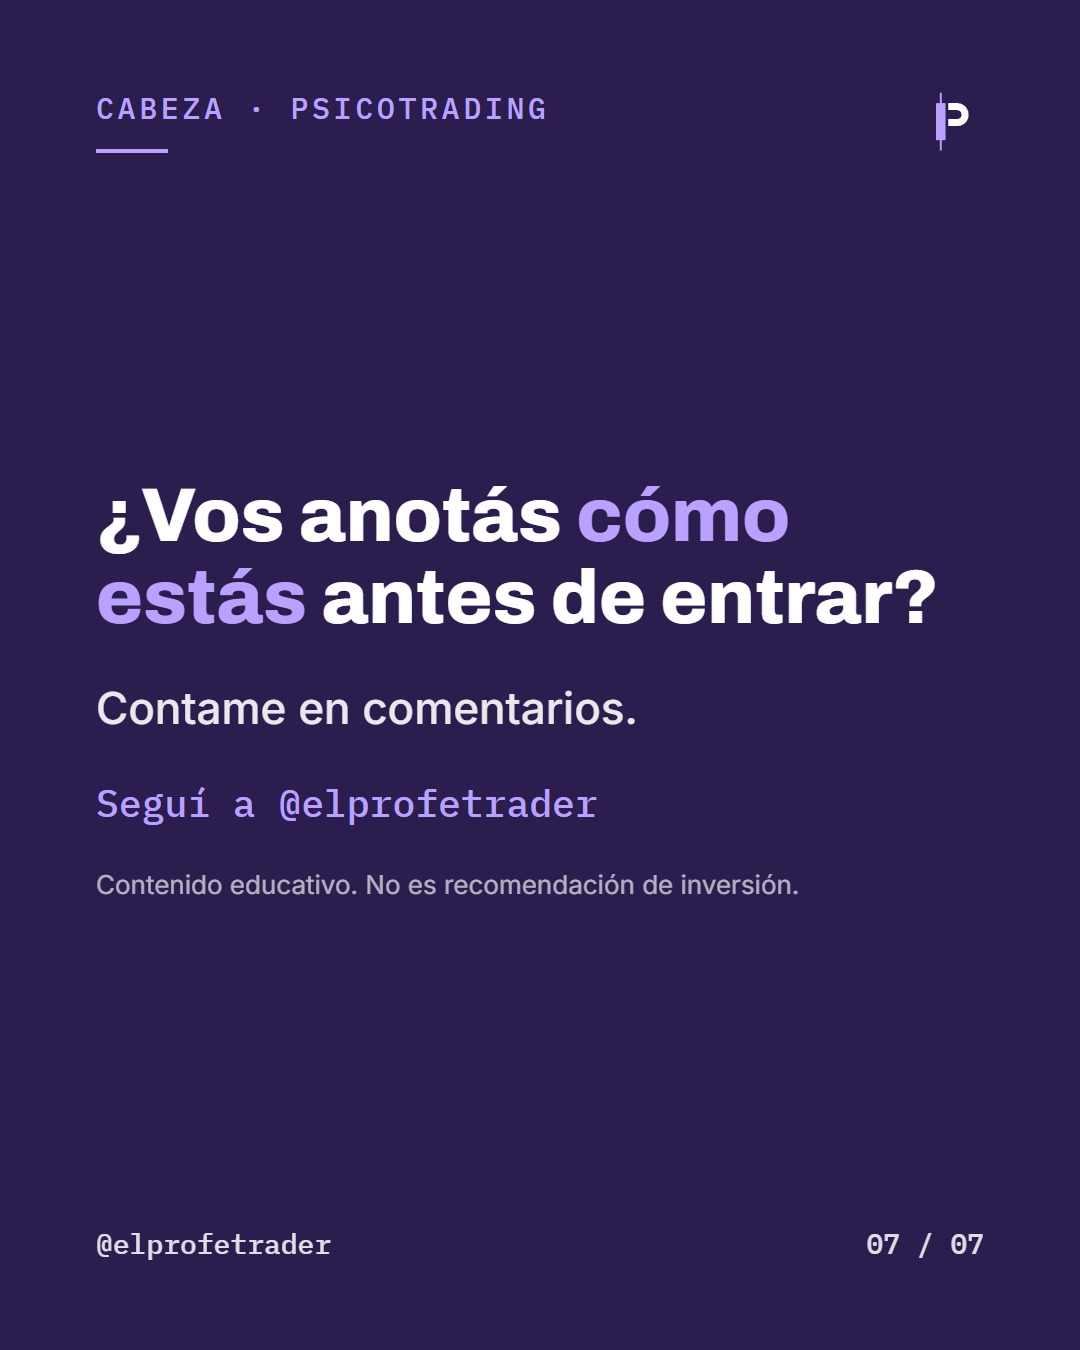 CABEZA · PSICOTRADING
¿Vos anotás cómo
estás antes de entrar?
Contame en comentarios.
Seguí a @elprofetrader
Contenido educativo. No es recomendación de inversión.
@elprofetrader
07 / 07